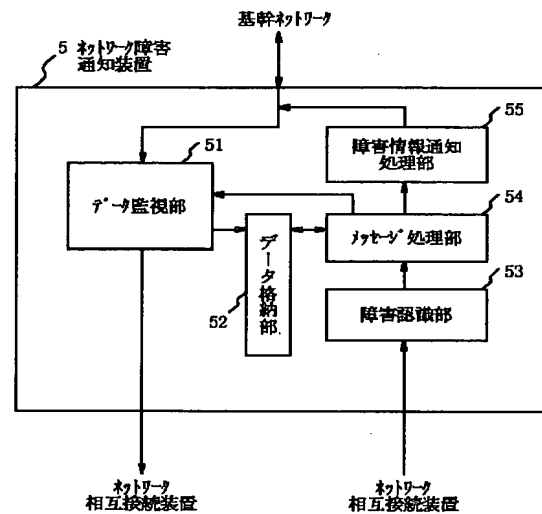 基幹ネットワーク
5 ネットワーク障害
通知装置
51
データ監視部
55
障害情報通知
処理部
54
メッセージ処理部
データ格納部
52
53
障害認識部
ネットワーク
相互接続装置
ネットワーク
相互接続装置